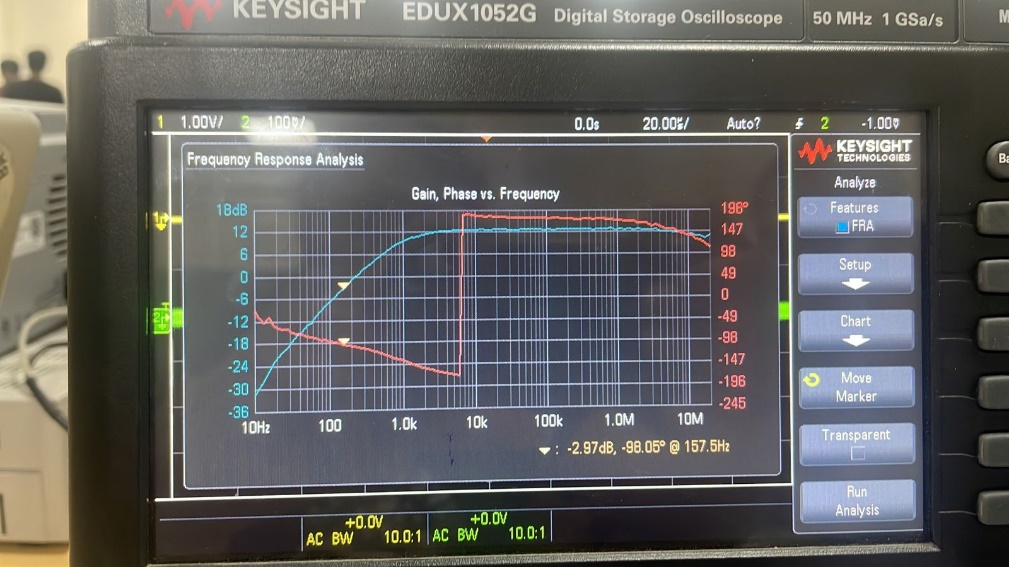 KEYSIGHT EDUX1052G Digital Storage Oscilloscope 50 MHz 1 GSa/s
1 1.00V/ 2 100V/ 0.0s 20.00s/ Auto? 2 -1.00V
Frequency Response Analysis
Gain, Phase vs. Frequency
18dB
12
6
0
-6
-12
-18
-24
-30
-36
196°
147
98
49
0
-49
-98
-147
-196
-245
10Hz 100 1.0k 10k 100k 1.0M 10M
: -2.97dB, -98.05° @ 157.5Hz
KEYSIGHT
TECHNOLOGIES
Analyze
Features
FRA
Setup
Chart
Move
Marker
Transparent
Run
Analysis
+0.0V +0.0V
AC BW 10.0:1 AC BW 10.0:1
Ba